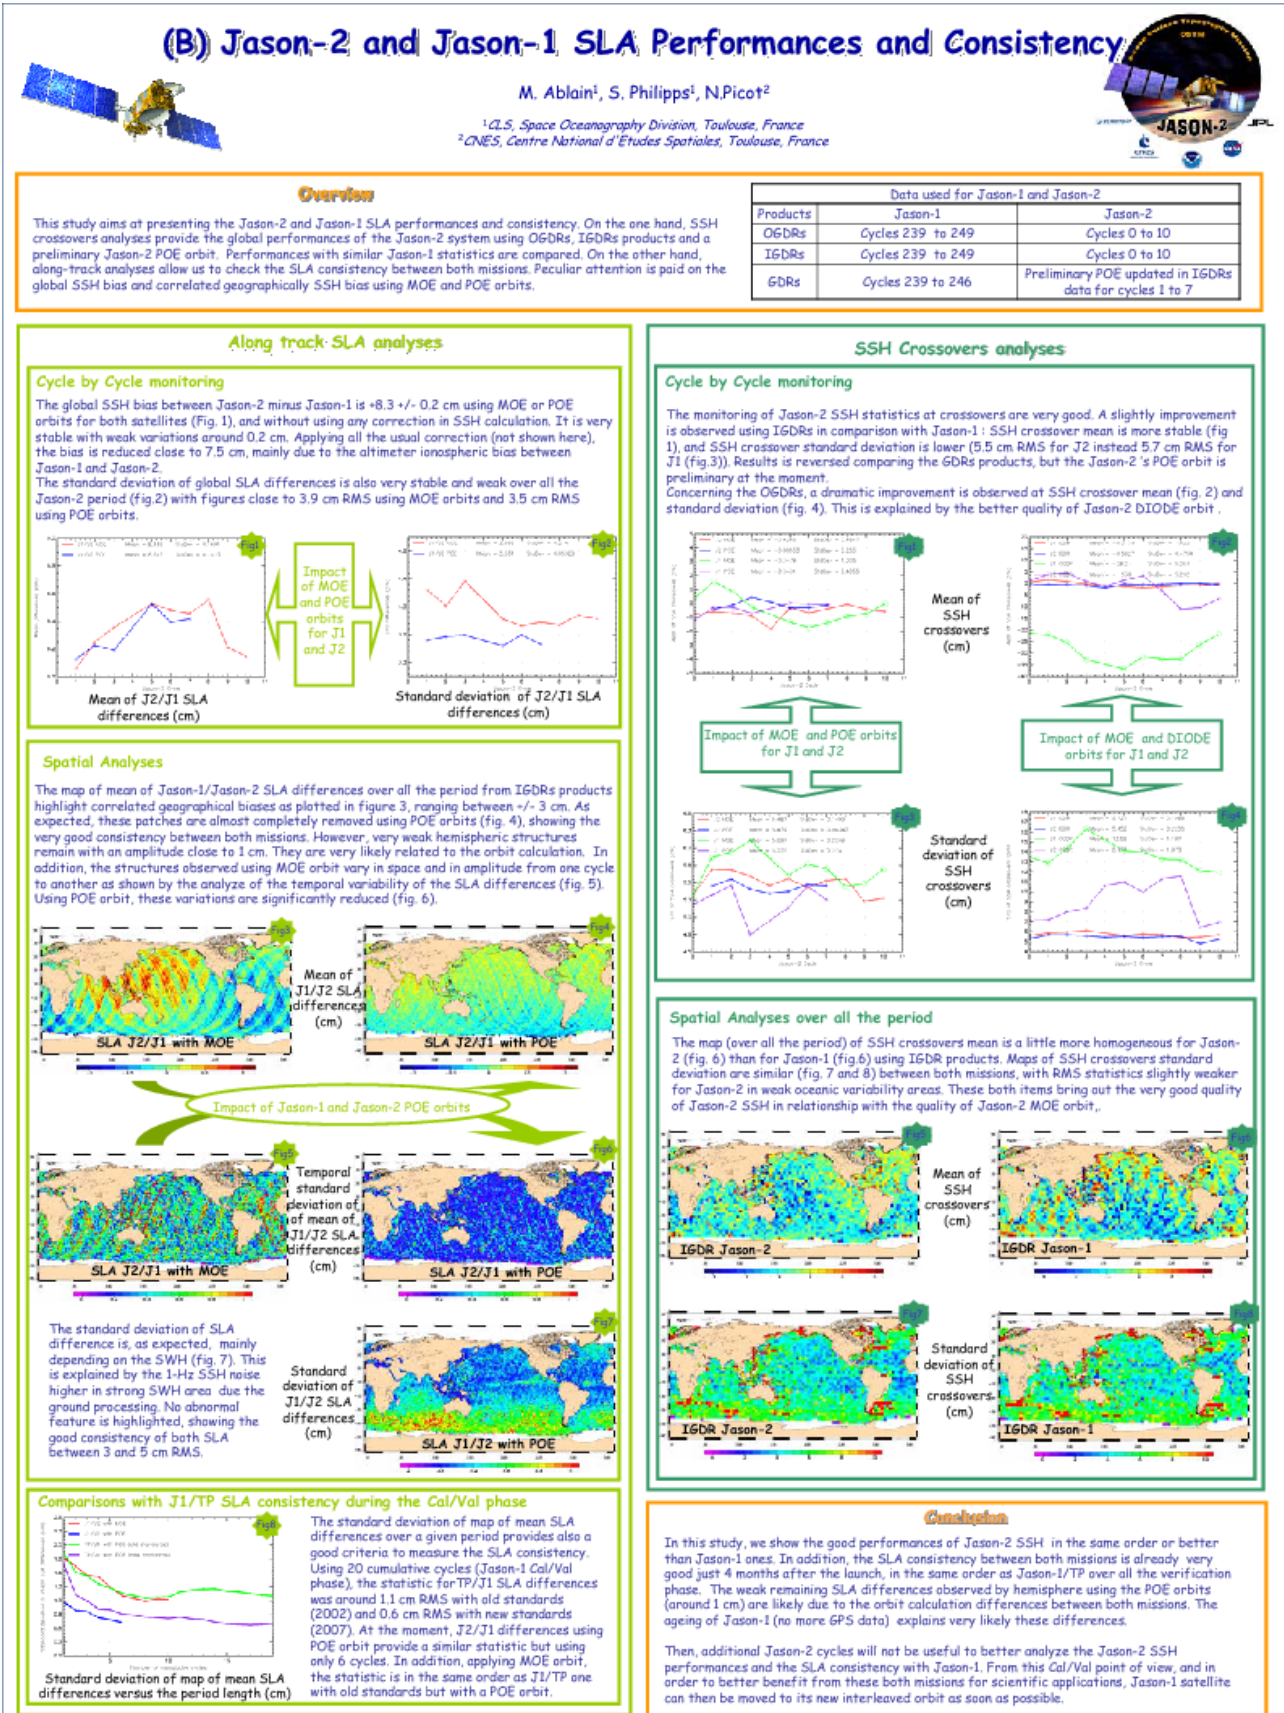 (B) Jason-2 and Jason-1 SLA Performances and Consistency
M. Ablain¹, S. Philipps¹, N.Picot²
¹CLS, Space Oceanography Division, Toulouse, France
²CNES, Centre National d'Etudes Spatiales, Toulouse, France
JASON-2
JPL
Overview
This study aims at presenting the Jason-2 and Jason-1 SLA performances and consistency. On the one hand, SSH
crossovers analyses provide the global performances of the Jason-2 system using OGDRs, IGDRs products and a
preliminary Jason-2 POE orbit. Performances with similar Jason-1 statistics are compared. On the other hand,
along-track analyses allow us to check the SLA consistency between both missions. Peculiar attention is paid on the
global SSH bias and correlated geographically SSH bias using MOE and POE orbits.
Data used for Jason-1 and Jason-2
Products Jason-1 Jason-2
OGDRs Cycles 239 to 249 Cycles 0 to 10
IGDRs Cycles 239 to 249 Cycles 0 to 10
GDRs Cycles 239 to 246 Preliminary POE updated in IGDRs
data for cycles 1 to 7
Along track SLA analyses
Cycle by Cycle monitoring
The global SSH bias between Jason-2 minus Jason-1 is +8.3 +/- 0.2 cm using MOE or POE
orbits for both satellites (Fig. 1), and without using any correction in SSH calculation. It is very
stable with weak variations around 0.2 cm. Applying all the usual correction (not shown here),
the bias is reduced close to 7.5 cm, mainly due to the altimeter ionospheric bias between
Jason-1 and Jason-2.
The standard deviation of global SLA differences is also very stable and weak over all the
Jason-2 period (fig.2) with figures close to 3.9 cm RMS using MOE orbits and 3.5 cm RMS
using POE orbits.
Fig1
Impact
of MOE
and POE
orbits
for J1
and J2
Fig2
Mean of J2/J1 SLA
differences (cm)
Standard deviation of J2/J1 SLA
differences (cm)
Spatial Analyses
The map of mean of Jason-1/Jason-2 SLA differences over all the period from IGDRs products
highlight correlated geographical biases as plotted in figure 3, ranging between +/- 3 cm. As
expected, these patches are almost completely removed using POE orbits (fig. 4), showing the
very good consistency between both missions. However, very weak hemispheric structures
remain with an amplitude close to 1 cm. They are very likely related to the orbit calculation. In
addition, the structures observed using MOE orbit vary in space and in amplitude from one cycle
to another as shown by the analyze of the temporal variability of the SLA differences (fig. 5).
Using POE orbit, these variations are significantly reduced (fig. 6).
Fig3
Fig4
Mean of
J1/J2 SLA
differences
(cm)
SLA J2/J1 with MOE
SLA J2/J1 with POE
Impact of Jason-1 and Jason-2 POE orbits
Fig5
Fig6
Temporal
standard
deviation of
of mean of
J1/J2 SLA
differences
(cm)
SLA J2/J1 with MOE
SLA J2/J1 with POE
The standard deviation of SLA
difference is, as expected, mainly
depending on the SWH (fig. 7). This
is explained by the 1-Hz SSH noise
higher in strong SWH area due the
ground processing. No abnormal
feature is highlighted, showing the
good consistency of both SLA
between 3 and 5 cm RMS.
Fig7
Standard
deviation of
J1/J2 SLA
differences
(cm)
SLA J1/J2 with POE
Comparisons with J1/TP SLA consistency during the Cal/Val phase
Fig8
Standard deviation of map of mean SLA
differences versus the period length (cm)
The standard deviation of map of mean SLA
differences over a given period provides also a
good criteria to measure the SLA consistency.
Using 20 cumulative cycles (Jason-1 Cal/Val
phase), the statistic forTP/J1 SLA differences
was around 1.1 cm RMS with old standards
(2002) and 0.6 cm RMS with new standards
(2007). At the moment, J2/J1 differences using
POE orbit provide a similar statistic but using
only 6 cycles. In addition, applying MOE orbit,
the statistic is in the same order as J1/TP one
with old standards but with a POE orbit.
SSH Crossovers analyses
Cycle by Cycle monitoring
The monitoring of Jason-2 SSH statistics at crossovers are very good. A slightly improvement
is observed using IGDRs in comparison with Jason-1 : SSH crossover mean is more stable (fig
1), and SSH crossover standard deviation is lower (5.5 cm RMS for J2 instead 5.7 cm RMS for
J1 (fig.3)). Results is reversed comparing the GDRs products, but the Jason-2 's POE orbit is
preliminary at the moment.
Concerning the OGDRs, a dramatic improvement is observed at SSH crossover mean (fig. 2) and
standard deviation (fig. 4). This is explained by the better quality of Jason-2 DIODE orbit .
Fig1
Mean of
SSH
crossovers
(cm)
Fig2
Impact of MOE and POE orbits
for J1 and J2
Impact of MOE and DIODE
orbits for J1 and J2
Fig3
Standard
deviation of
SSH
crossovers
(cm)
Fig4
Spatial Analyses over all the period
The map (over all the period) of SSH crossovers mean is a little more homogeneous for Jason-
2 (fig. 6) than for Jason-1 (fig.6) using IGDR products. Maps of SSH crossovers standard
deviation are similar (fig. 7 and 8) between both missions, with RMS statistics slightly weaker
for Jason-2 in weak oceanic variability areas. These both items bring out the very good quality
of Jason-2 SSH in relationship with the quality of Jason-2 MOE orbit,.
Fig5
Fig6
Mean of
SSH
crossovers
(cm)
IGDR Jason-2
IGDR Jason-1
Fig7
Fig8
Standard
deviation of
SSH
crossovers
(cm)
IGDR Jason-2
IGDR Jason-1
Conclusion
In this study, we show the good performances of Jason-2 SSH in the same order or better
than Jason-1 ones. In addition, the SLA consistency between both missions is already very
good just 4 months after the launch, in the same order as Jason-1/TP over all the verification
phase. The weak remaining SLA differences observed by hemisphere using the POE orbits
(around 1 cm) are likely due to the orbit calculation differences between both missions. The
ageing of Jason-1 (no more GPS data) explains very likely these differences.
Then, additional Jason-2 cycles will not be useful to better analyze the Jason-2 SSH
performances and the SLA consistency with Jason-1. From this Cal/Val point of view, and in
order to better benefit from these both missions for scientific applications, Jason-1 satellite
can then be moved to its new interleaved orbit as soon as possible.